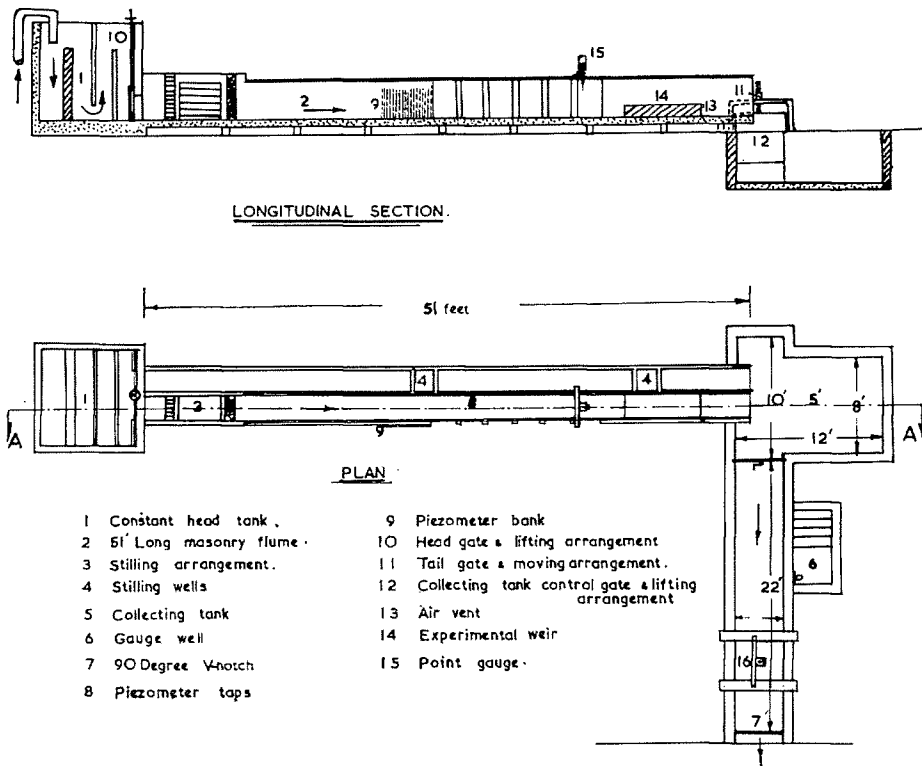 10
15
1
2
9
14
13
11
12
LONGITUDINAL SECTION.
51 feet
1
3
4
8
4
10'
5'
8'
12'
A
A
9
PLAN
22'
6
16
7'
1 Constant head tank.
2 51' Long masonry flume.
3 Stilling arrangement.
4 Stilling wells
5 Collecting tank
6 Gauge well
7 90 Degree V-notch
8 Piezometer taps
9 Piezometer bank
10 Head gate & lifting arrangement
11 Tail gate & moving arrangement.
12 Collecting tank control gate & lifting
arrangement
13 Air vent
14 Experimental weir
15 Point gauge.